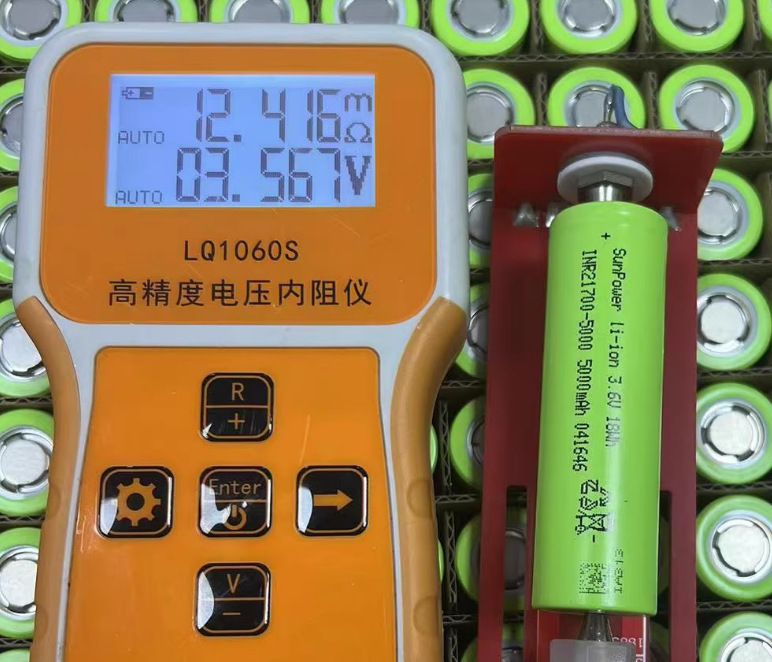 12.416 mΩ
AUTO
03.567 V
AUTO
LQ1060S
高精度电压内阻仪
R
+
Enter
V
−
+ SunPower li-ion 3.6V 18Wh
INR21700-5000 5000mAh 041646